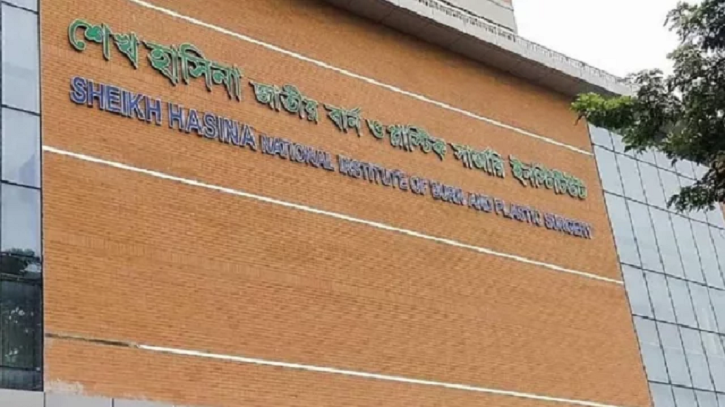 শেখ হাসিনা জাতীয় বার্ন ও প্লাস্টিক সার্জারি ইনস্টিটিউট
SHEIKH HASINA NATIONAL INSTITUTE OF BURN AND PLASTIC SURGERY